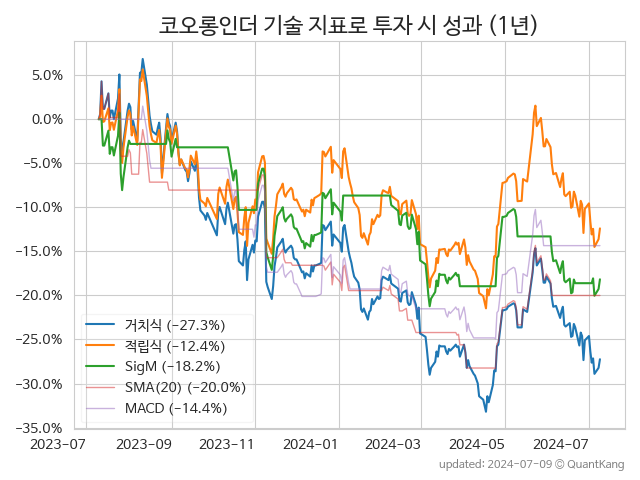 코오롱인더 기술 지표로 투자 시 성과 (1년)
5.0%
0.0%
−5.0%
−10.0%
−15.0%
−20.0%
−25.0%
−30.0%
−35.0%
거치식 (−27.3%)
적립식 (−12.4%)
SigM (−18.2%)
SMA(20) (−20.0%)
MACD (−14.4%)
2023-07 2023-09 2023-11 2024-01 2024-03 2024-05 2024-07
updated: 2024-07-09 ⓒ QuantKang